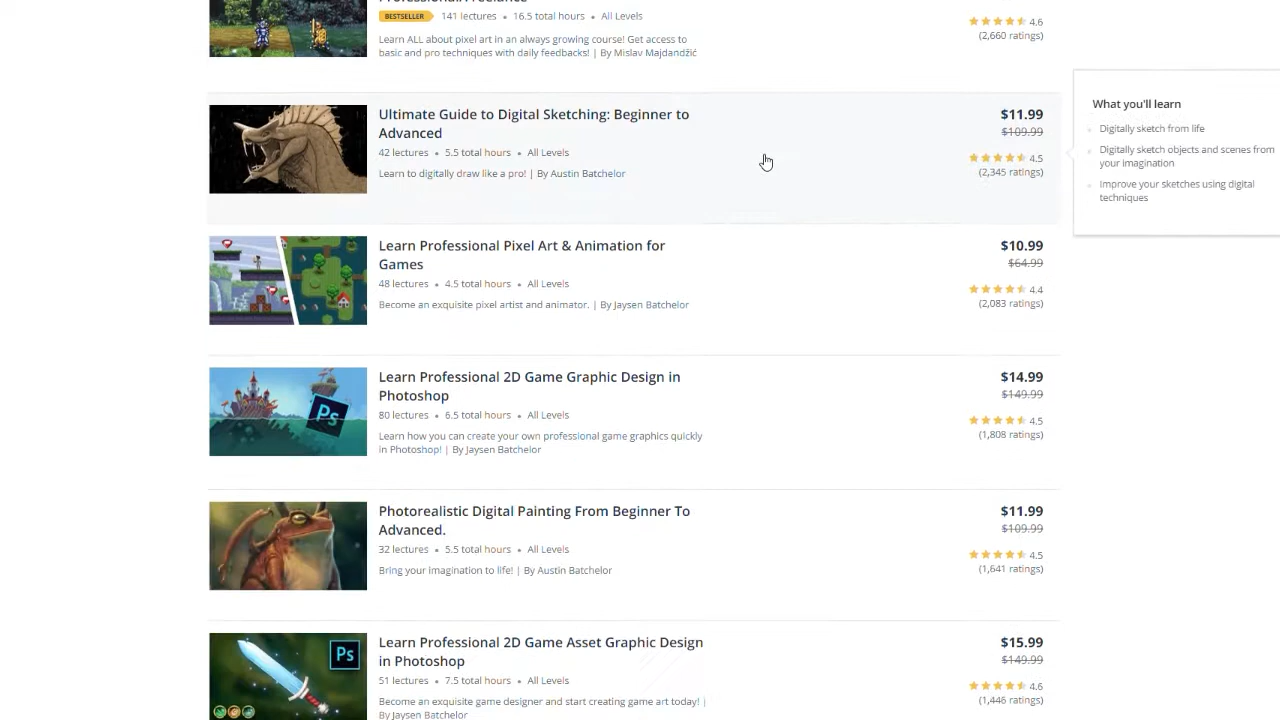 BESTSELLER 141 lectures • 16.5 total hours • All Levels
4.6
(2,660 ratings)
Learn ALL about pixel art in an always growing course! Get access to
basic and pro techniques with daily feedbacks! | By Mislav Majdandžić
Ultimate Guide to Digital Sketching: Beginner to
Advanced
42 lectures • 5.5 total hours • All Levels
Learn to digitally draw like a pro! | By Austin Batchelor
$11.99
$109.99
4.5
(2,345 ratings)
What you'll learn
Digitally sketch from life
Digitally sketch objects and scenes from
your imagination
Improve your sketches using digital
techniques
Learn Professional Pixel Art & Animation for
Games
48 lectures • 4.5 total hours • All Levels
Become an exquisite pixel artist and animator. | By Jaysen Batchelor
$10.99
$64.99
4.4
(2,083 ratings)
Ps
Learn Professional 2D Game Graphic Design in
Photoshop
80 lectures • 6.5 total hours • All Levels
Learn how you can create your own professional game graphics quickly
in Photoshop! | By Jaysen Batchelor
$14.99
$149.99
4.5
(1,808 ratings)
Photorealistic Digital Painting From Beginner To
Advanced.
32 lectures • 5.5 total hours • All Levels
Bring your imagination to life! | By Austin Batchelor
$11.99
$109.99
4.5
(1,641 ratings)
Ps
Learn Professional 2D Game Asset Graphic Design
in Photoshop
51 lectures • 7.5 total hours • All Levels
Become an exquisite game designer and start creating game art today! |
By Jaysen Batchelor
$15.99
$149.99
4.6
(1,446 ratings)